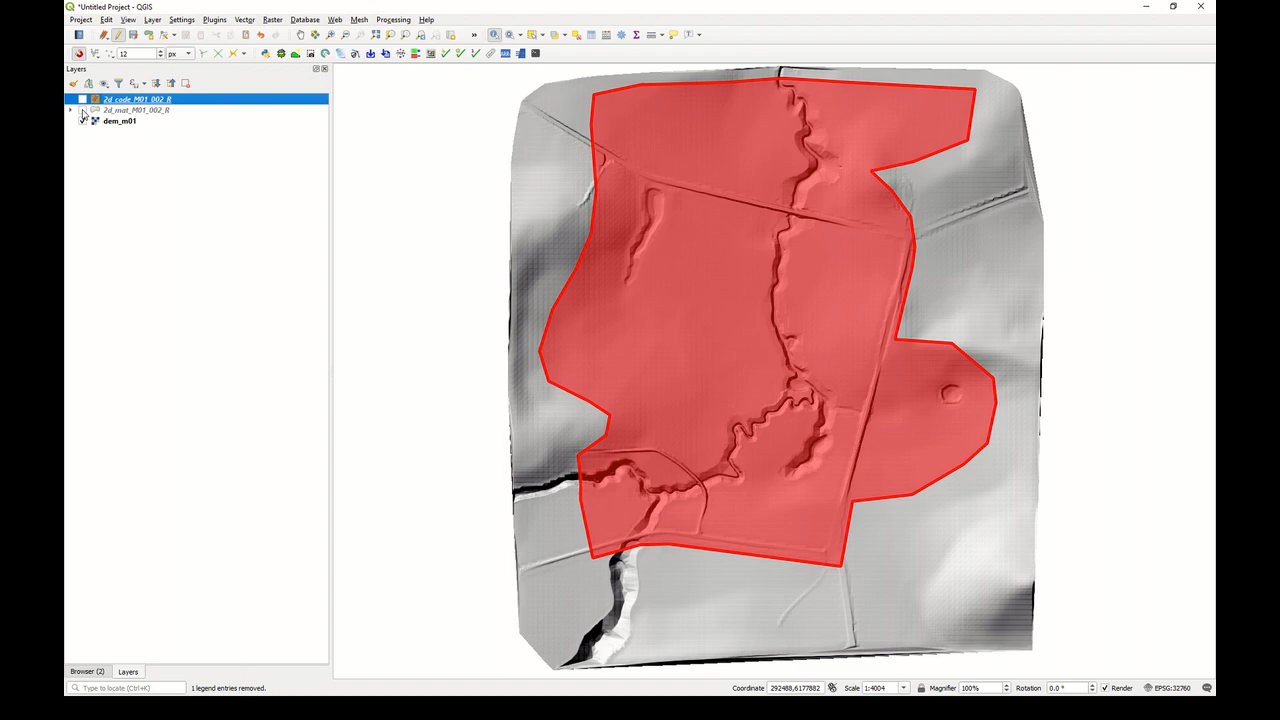 *Untitled Project - QGIS
Project Edit View Layer Settings Plugins Vector Raster Database Web Mesh Processing Help
12 px
Layers
2d_code_M01_002_R
2d_mat_M01_002_R
dem_m01
Browser (2) Layers
Type to locate (Ctrl+K) 1 legend entries removed. Coordinate 292488,6177882 Scale 1:4004 Magnifier 100% Rotation 0.0 ° Render EPSG:32760